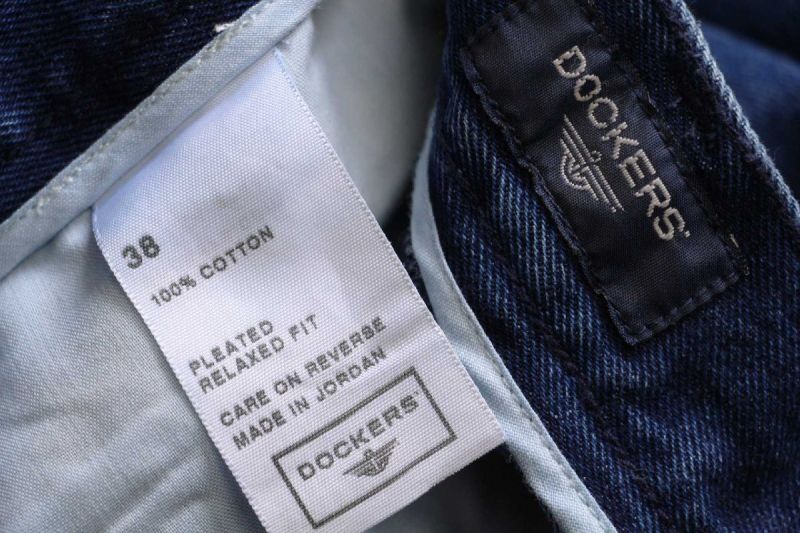 38
100% COTTON
PLEATED
RELAXED FIT
CARE ON REVERSE
MADE IN JORDAN
DOCKERS
DOCKERS